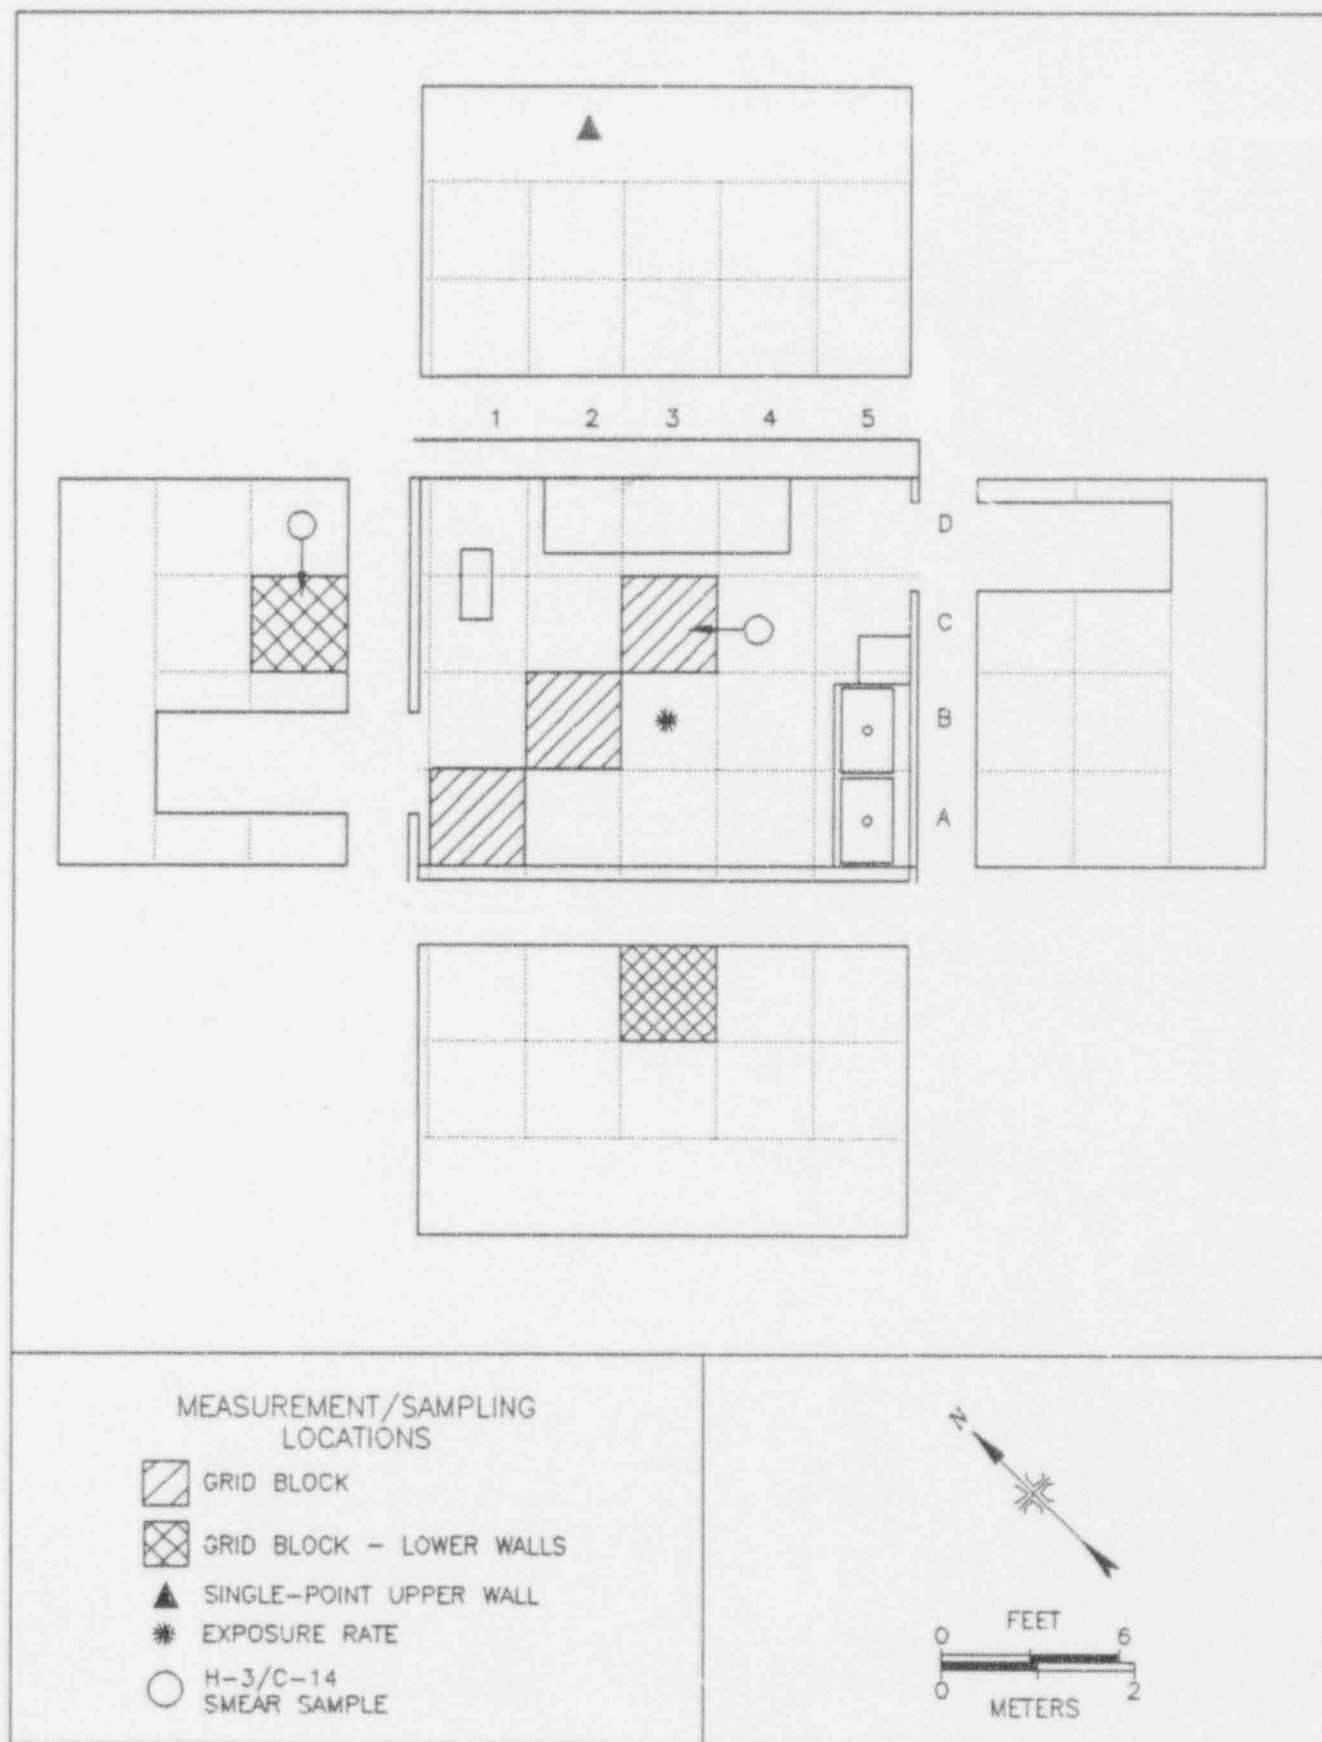 1 2 3 4 5
D
C
B
A
MEASUREMENT/SAMPLING
LOCATIONS
GRID BLOCK
GRID BLOCK - LOWER WALLS
SINGLE-POINT UPPER WALL
EXPOSURE RATE
H-3/C-14
SMEAR SAMPLE
N
FEET
0 6
0 2
METERS